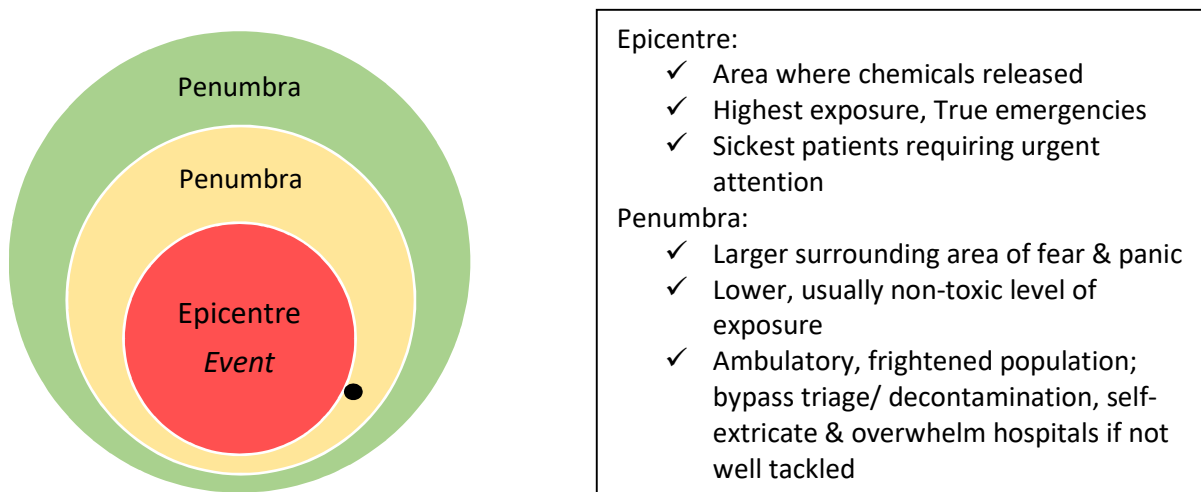 Penumbra
Penumbra
Epicentre
Event
Epicentre:
✓ Area where chemicals released
✓ Highest exposure, True emergencies
✓ Sickest patients requiring urgent
attention
Penumbra:
✓ Larger surrounding area of fear & panic
✓ Lower, usually non-toxic level of
exposure
✓ Ambulatory, frightened population;
bypass triage/ decontamination, self-
extricate & overwhelm hospitals if not
well tackled